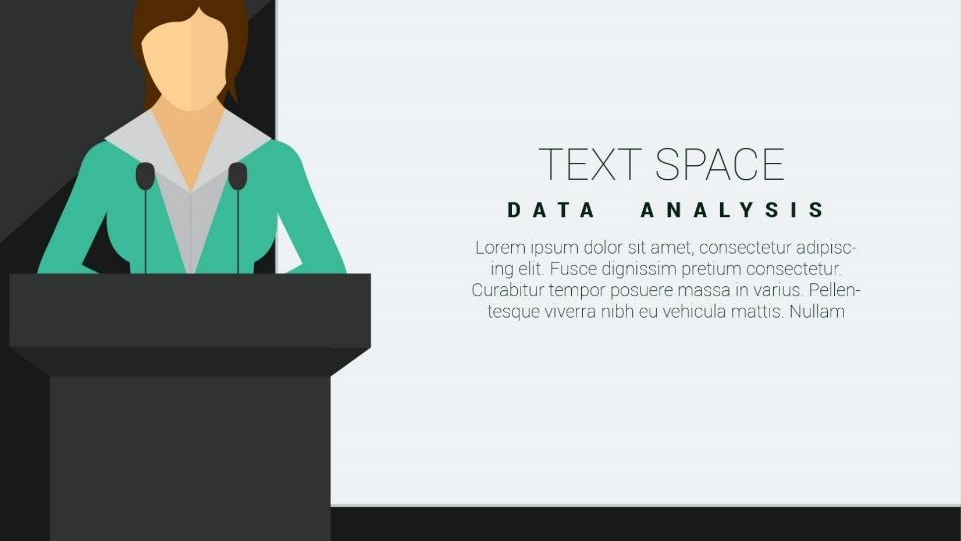 TEXT SPACE
DATA ANALYSIS
Lorem ipsum dolor sit amet, consectetur adipisc-
ing elit. Fusce dignissim pretium consectetur.
Curabitur tempor posuere massa in varius. Pellen-
tesque viverra nibh eu vehicula mattis. Nullam